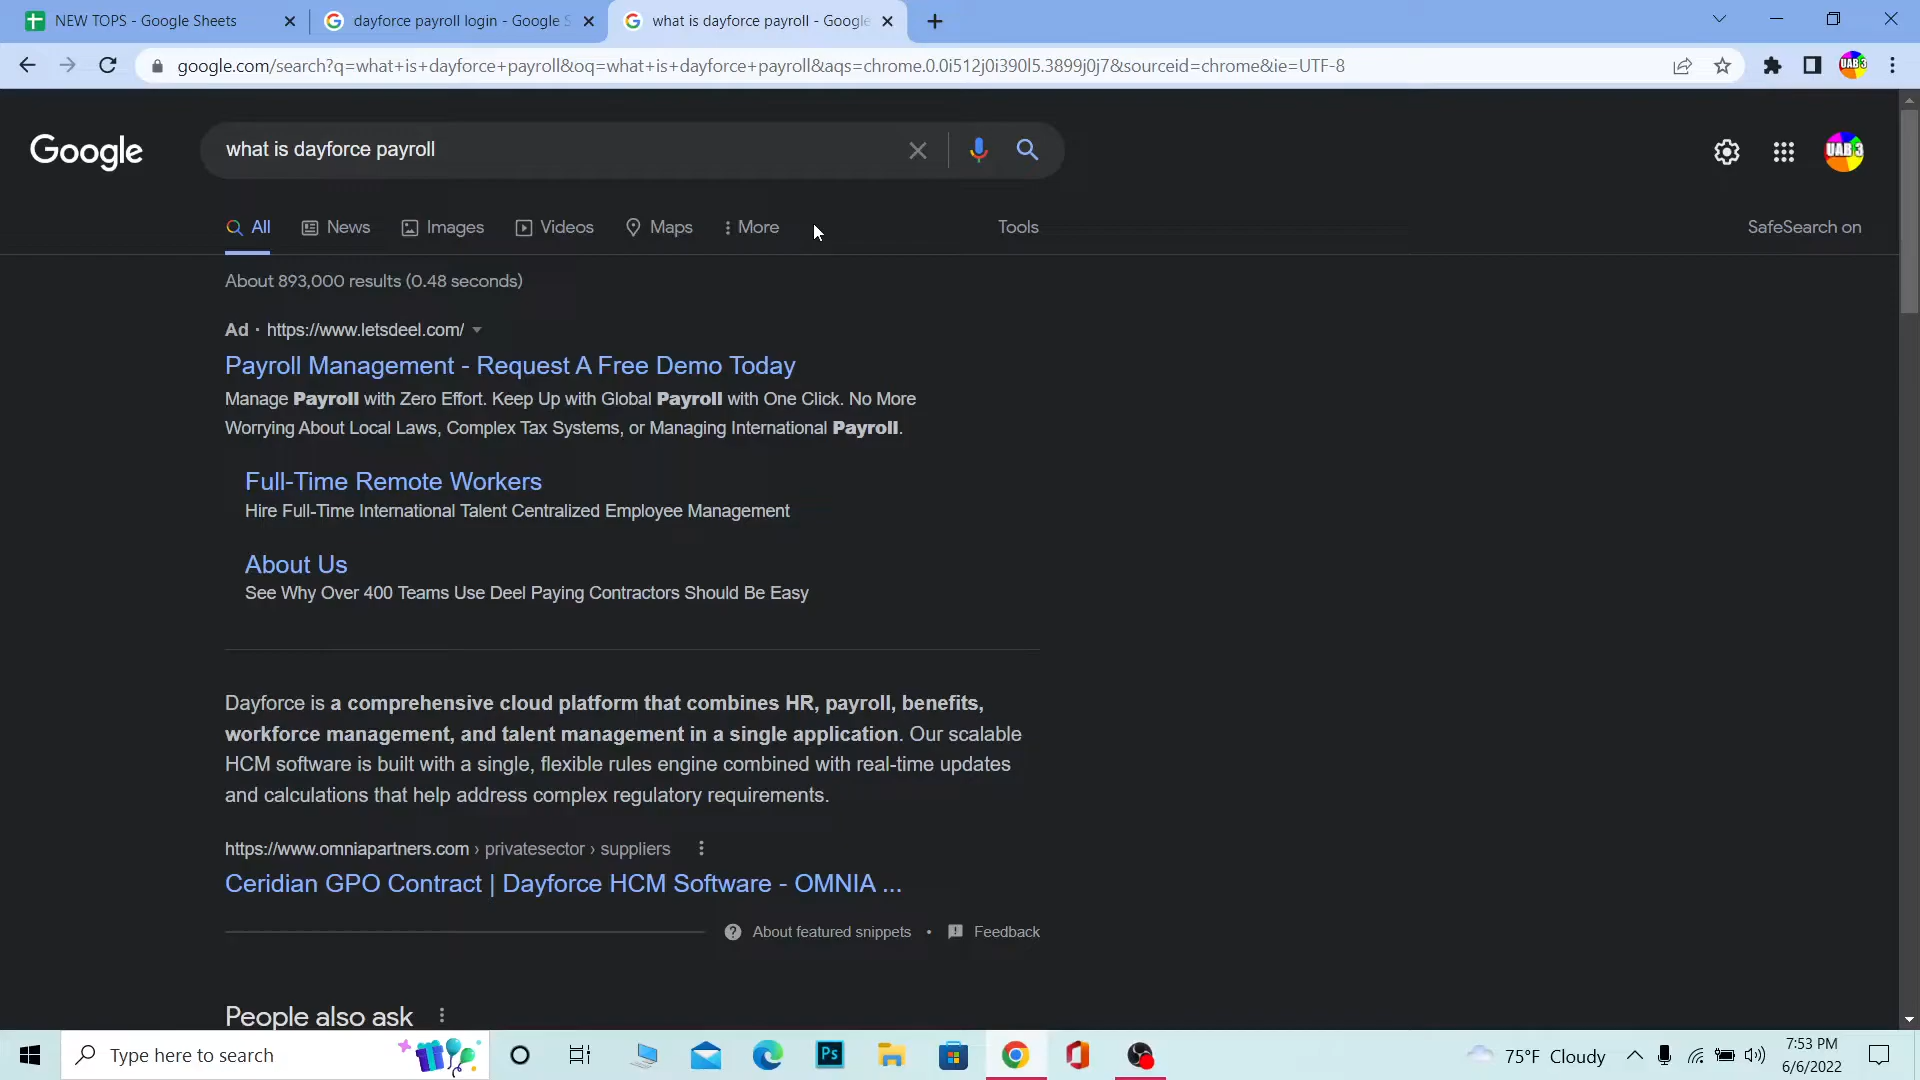 NEW TOPS - Google Sheets
dayforce payroll login - Google S
what is dayforce payroll - Google
google.com/search?q=what+is+dayforce+payroll&oq=what+is+dayforce+payroll&aqs=chrome.0.0i512j0i390l5.3899j0j7&sourceid=chrome&ie=UTF-8
UAB 3
Google
what is dayforce payroll
UAB 3
All
News
Images
Videos
Maps
More
Tools
SafeSearch on
About 893,000 results (0.48 seconds)
Ad · https://www.letsdeel.com/
Payroll Management - Request A Free Demo Today
Manage Payroll with Zero Effort. Keep Up with Global Payroll with One Click. No More
Worrying About Local Laws, Complex Tax Systems, or Managing International Payroll.
Full-Time Remote Workers
Hire Full-Time International Talent Centralized Employee Management
About Us
See Why Over 400 Teams Use Deel Paying Contractors Should Be Easy
Dayforce is a comprehensive cloud platform that combines HR, payroll, benefits,
workforce management, and talent management in a single application. Our scalable
HCM software is built with a single, flexible rules engine combined with real-time updates
and calculations that help address complex regulatory requirements.
https://www.omniapartners.com › privatesector › suppliers
Ceridian GPO Contract | Dayforce HCM Software - OMNIA ...
About featured snippets • Feedback
People also ask
Type here to search
Ps
75°F Cloudy
7:53 PM
6/6/2022